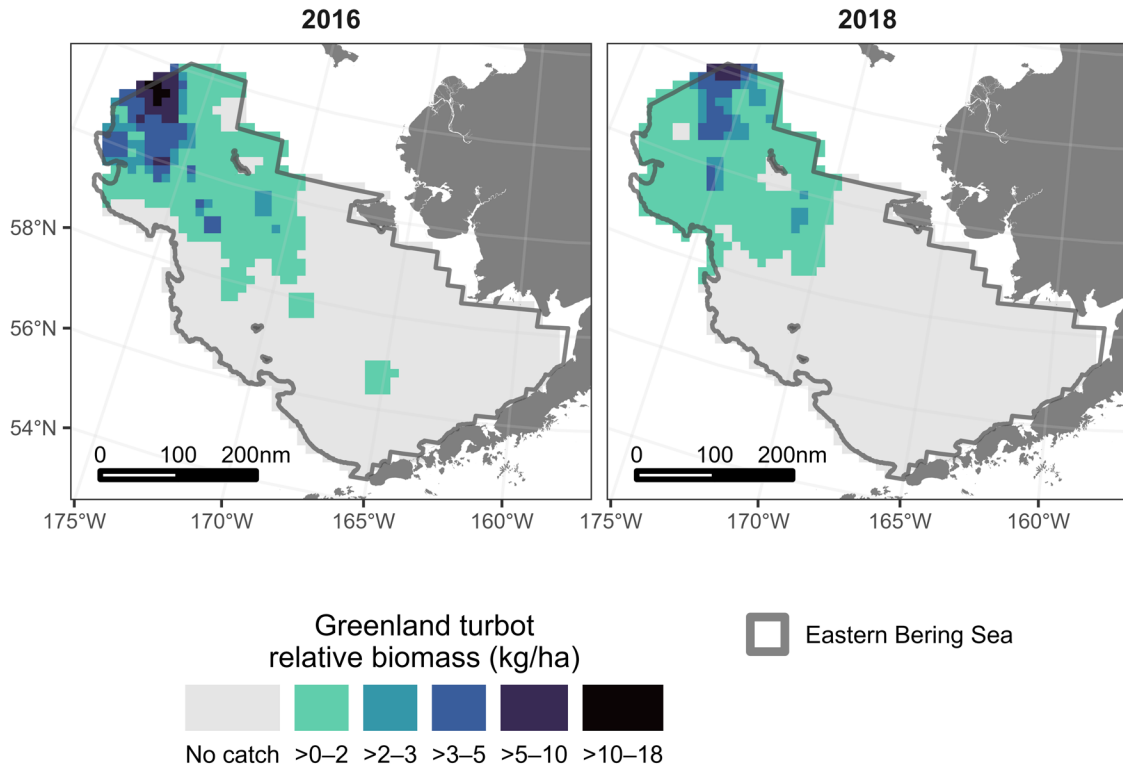 2016 2018
58°N
56°N
54°N
0 100 200nm 0 100 200nm
175°W 170°W 165°W 160°W 175°W 170°W 165°W 160°W
Greenland turbot
relative biomass (kg/ha)
Eastern Bering Sea
No catch >0–2 >2–3 >3–5 >5–10 >10–18